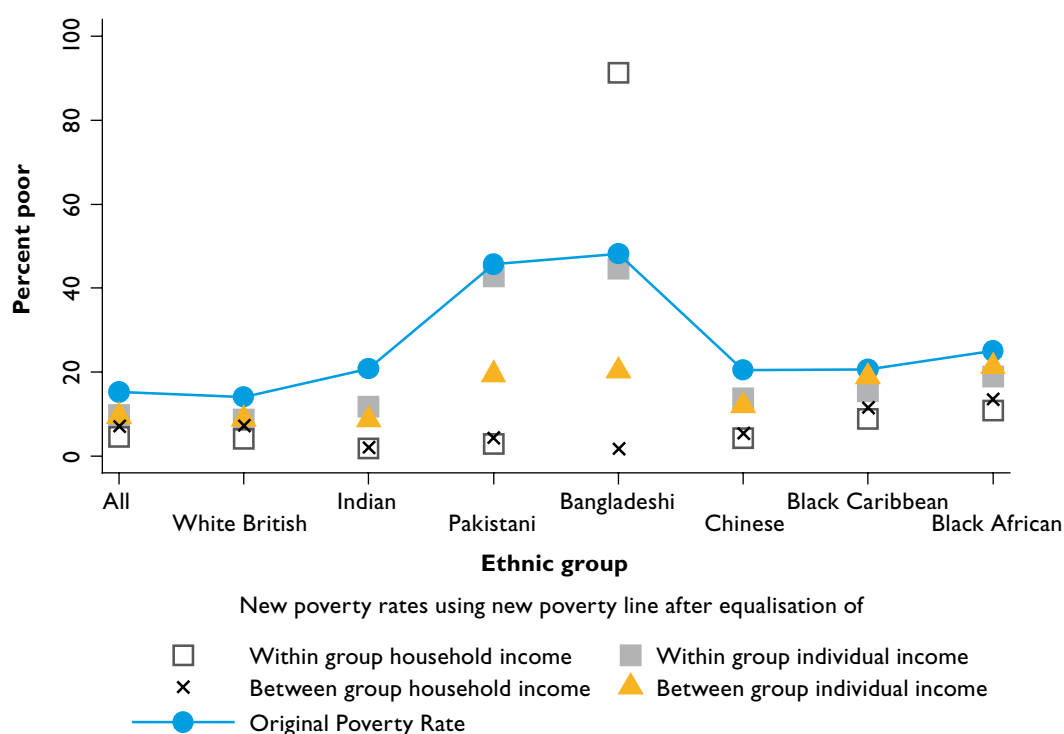 100
80
60
40
20
0
Percent poor
All
White British
Indian
Pakistani
Bangladeshi
Chinese
Black Caribbean
Black African
Ethnic group
New poverty rates using new poverty line after equalisation of
Within group household income
Within group individual income
Between group household income
Between group individual income
Original Poverty Rate